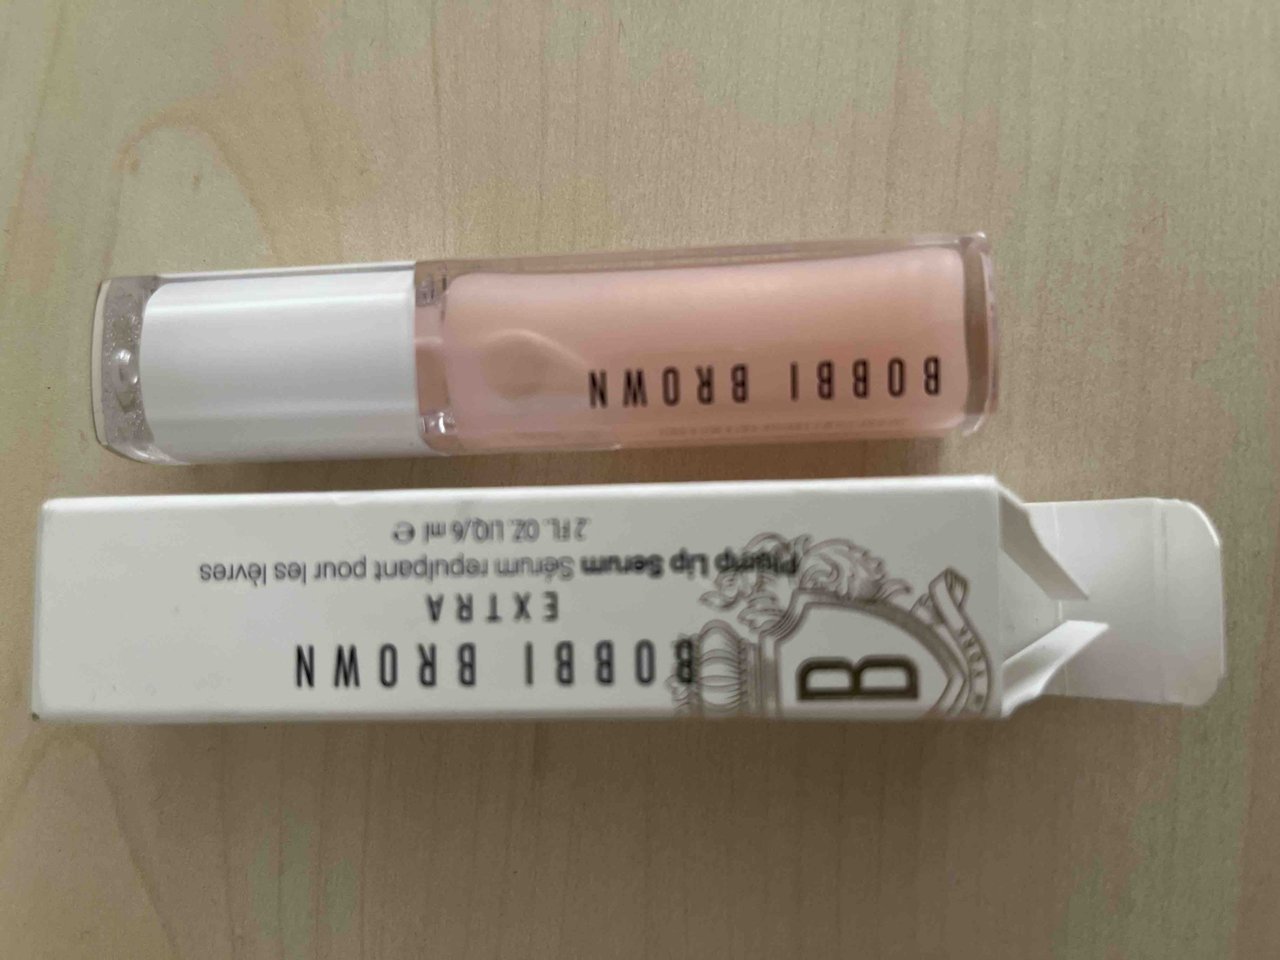 BOBBI BROWN
BOBBI BROWN
EXTRA
Plump Lip Serum Sérum repulpant pour les lèvres
.2 FL. OZ. LIQ/6 ml ℮
B